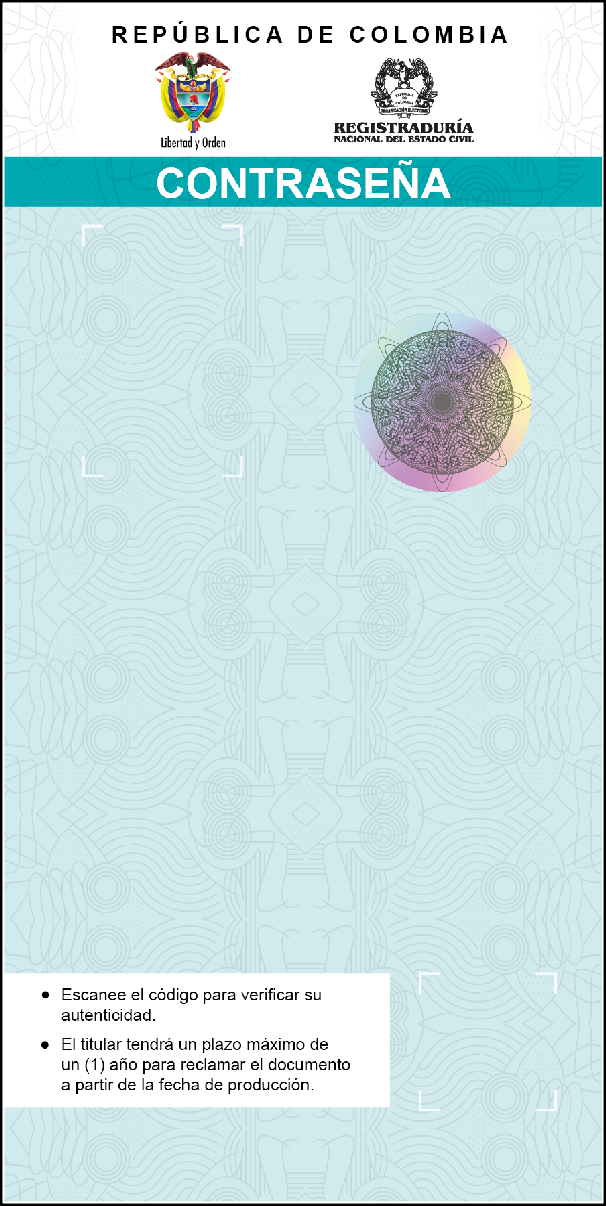 REPÚBLICA DE COLOMBIA
Libertad y Orden
REGISTRADURÍA
NACIONAL DEL ESTADO CIVIL
CONTRASEÑA
● Escanee el código para verificar su
autenticidad.
● El titular tendrá un plazo máximo de
un (1) año para reclamar el documento
a partir de la fecha de producción.